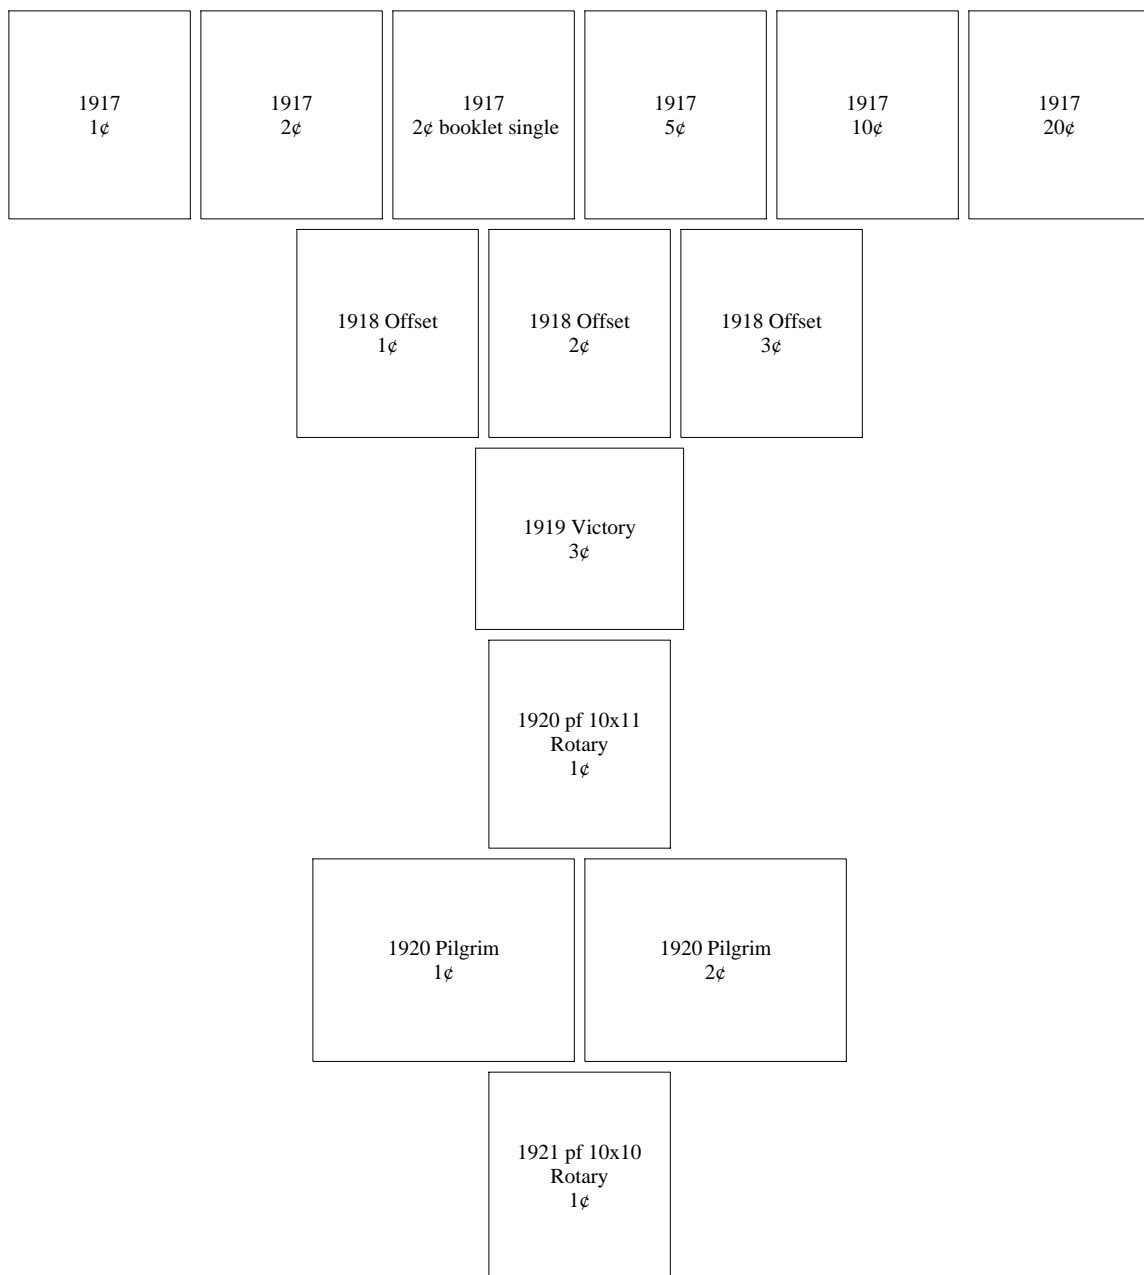 1917
1¢
1917
2¢
1917
2¢ booklet single
1917
5¢
1917
10¢
1917
20¢
1918 Offset
1¢
1918 Offset
2¢
1918 Offset
3¢
1919 Victory
3¢
1920 pf 10x11
Rotary
1¢
1920 Pilgrim
1¢
1920 Pilgrim
2¢
1921 pf 10x10
Rotary
1¢